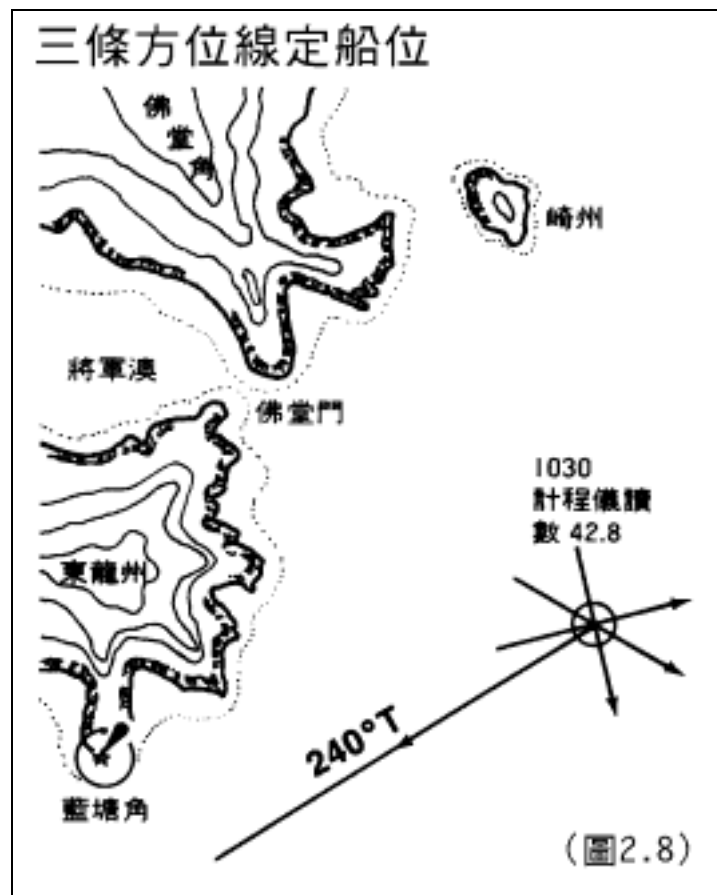 三條方位線定船位
佛堂角
崎州
將軍澳
佛堂門
1030
計程儀讀
數 42.8
東龍州
240°T
藍塘角
(圖2.8)